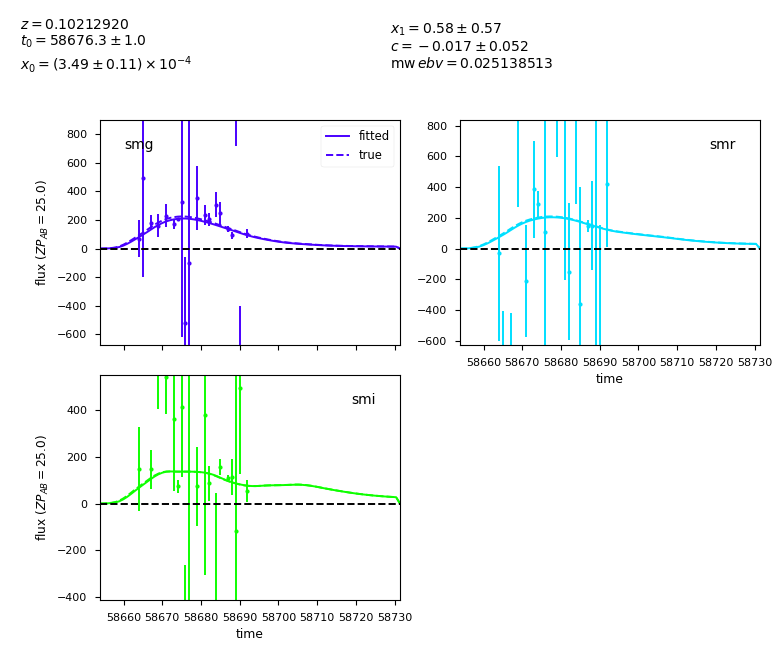 z = 0.10212920
t₀ = 58676.3 ± 1.0
x₀ = (3.49 ± 0.11) × 10⁻⁴
x₁ = 0.58 ± 0.57
c = −0.017 ± 0.052
mw ebv = 0.025138513
smg
fitted
true
flux (ZP_AB = 25.0)
800
600
400
200
0
−200
−400
−600
smr
800
600
400
200
0
−200
−400
−600
58660 58670 58680 58690 58700 58710 58720 58730
time
smi
flux (ZP_AB = 25.0)
400
200
0
−200
−400
58660 58670 58680 58690 58700 58710 58720 58730
time